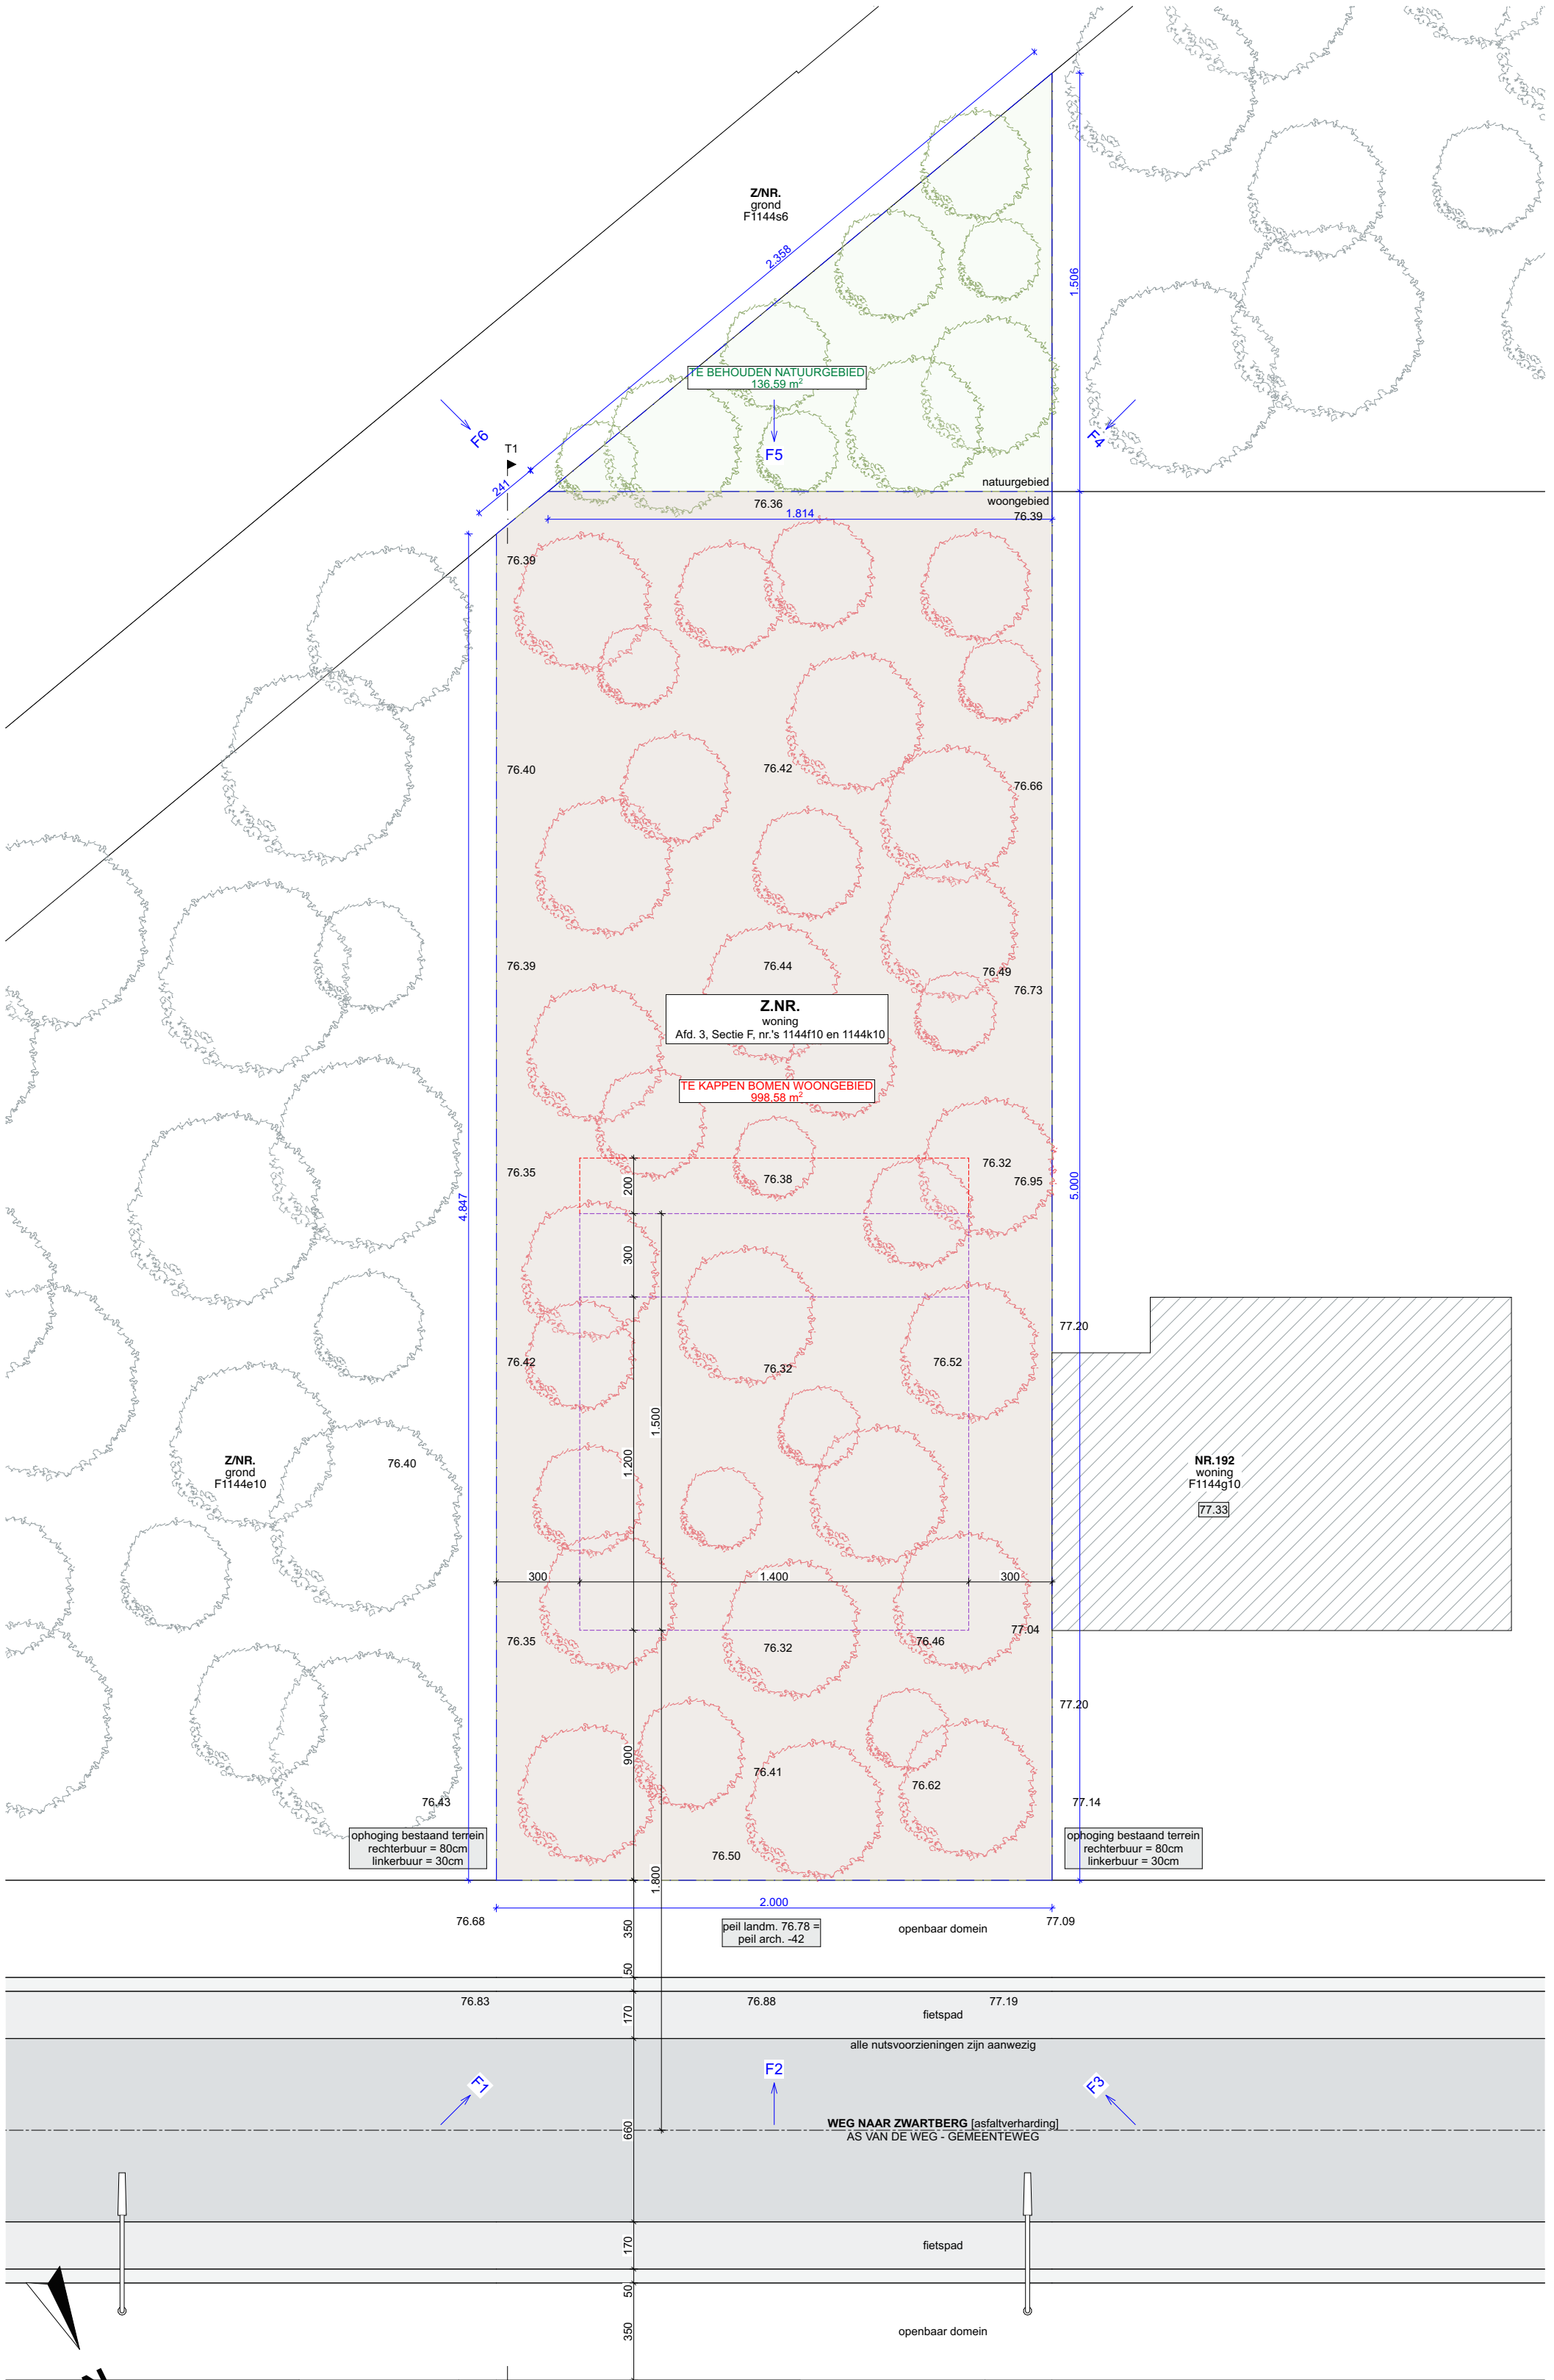 Z/NR.
grond
F1144s6
2.358
1.506
TE BEHOUDEN NATUURGEBIED
136.59 m²
F6
F5
F4
T1
241
natuurgebied
woongebied
76.36
76.39
1.814
76.39
76.40
76.42
76.66
76.39
76.44
76.49
76.73
Z.NR.
woning
Afd. 3, Sectie F, nr.'s 1144f10 en 1144k10
TE KAPPEN BOMEN WOONGEBIED
998.58 m²
76.35
200
76.38
76.32
76.95
4.847
5.000
300
77.20
76.42
76.32
76.52
1.500
1.200
Z/NR.
grond
F1144e10
76.40
NR.192
woning
F1144g10
77.33
300
1.400
300
76.35
76.32
76.46
77.04
77.20
900
76.41
76.62
76.43
77.14
ophoging bestaand terrein
rechterbuur = 80cm
linkerbuur = 30cm
ophoging bestaand terrein
rechterbuur = 80cm
linkerbuur = 30cm
76.50
1.800
2.000
76.68
350
peil landm. 76.78 =
peil arch. -42
openbaar domein
77.09
50
76.83
170
76.88
77.19
fietspad
alle nutsvoorzieningen zijn aanwezig
F1
F2
F3
660
WEG NAAR ZWARTBERG [asfaltverharding]
AS VAN DE WEG - GEMEENTEWEG
170
fietspad
50
350
openbaar domein